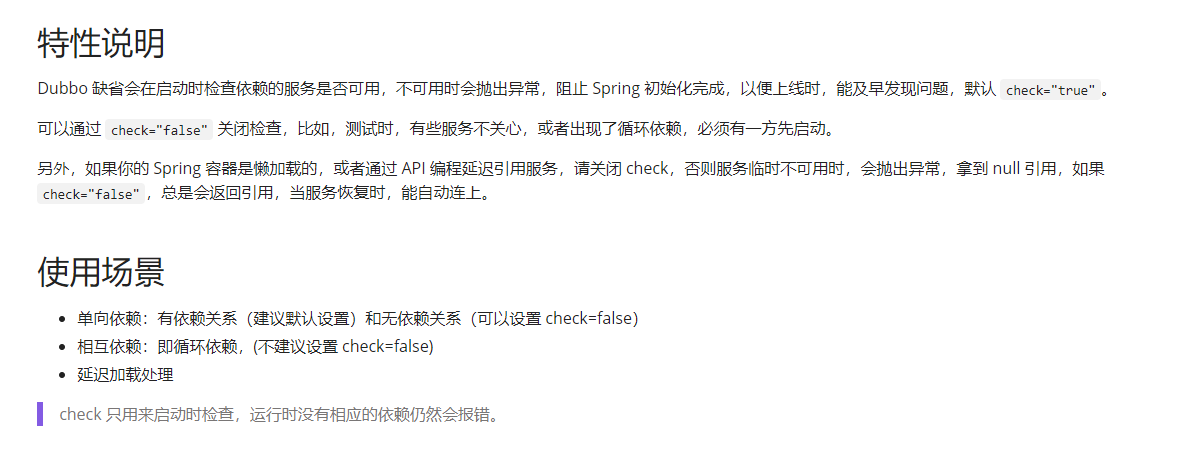 特性说明
Dubbo 缺省会在启动时检查依赖的服务是否可用，不可用时会抛出异常，阻止 Spring 初始化完成，以便上线时，能及早发现问题，默认 check="true" 。
可以通过 check="false" 关闭检查，比如，测试时，有些服务不关心，或者出现了循环依赖，必须有一方先启动。
另外，如果你的 Spring 容器是懒加载的，或者通过 API 编程延迟引用服务，请关闭 check，否则服务临时不可用时，会抛出异常，拿到 null 引用，如果
check="false" ，总是会返回引用，当服务恢复时，能自动连上。
使用场景
• 单向依赖：有依赖关系（建议默认设置）和无依赖关系（可以设置 check=false）
• 相互依赖：即循环依赖，(不建议设置 check=false)
• 延迟加载处理
check 只用来启动时检查，运行时没有相应的依赖仍然会报错。